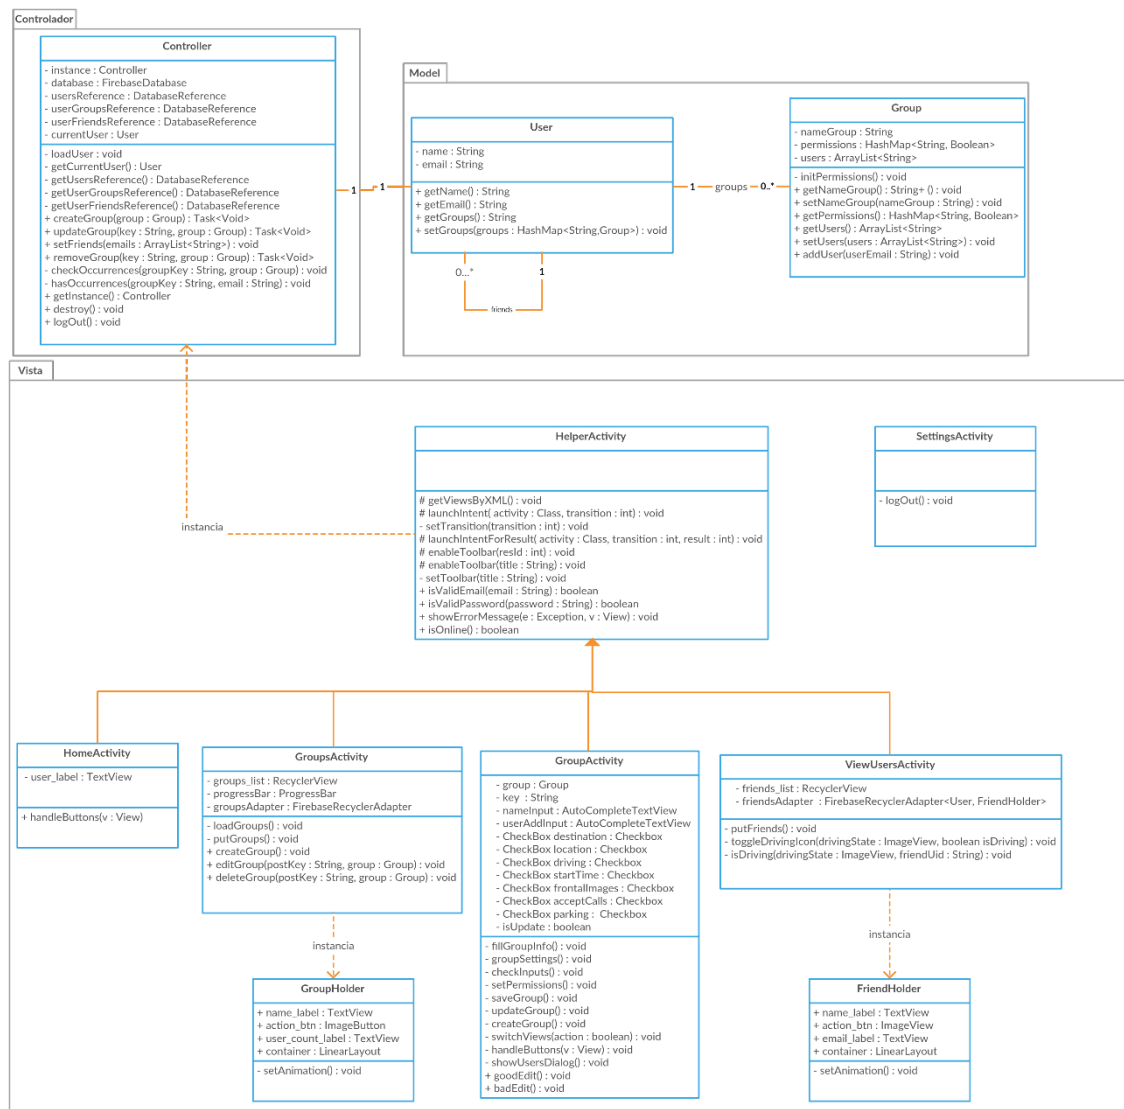 Controlador
Controller
- instance : Controller
- database : FirebaseDatabase
- usersReference : DatabaseReference
- userGroupsReference : DatabaseReference
- userFriendsReference : DatabaseReference
- currentUser : User
- loadUser : void
- getCurrentUser() : User
- getUsersReference() : DatabaseReference
- getUserGroupsReference() : DatabaseReference
- getUserFriendsReference() : DatabaseReference
+ createGroup(group : Group) : Task<Void>
+ updateGroup(key : String, group : Group) : Task<Void>
+ setFriends(emails : ArrayList<String>) : void
+ removeGroup(key : String, group : Group) : Task<Void>
- checkOccurrences(groupKey : String, group : Group) : void
- hasOccurrences(groupKey : String, email : String) : void
+ getInstance() : Controller
+ destroy() : void
+ logOut() : void
1
1
Model
User
- name : String
- email : String
+ getName() : String
+ getEmail() : String
+ getGroups() : String
+ setGroups(groups : HashMap<String,Group>) : void
0...*
1
friends
1
groups
0..*
Group
- nameGroup : String
- permissions : HashMap<String, Boolean>
- users : ArrayList<String>
- initPermissions() : void
+ getNameGroup() : String+ () : void
+ setNameGroup(nameGroup : String) : void
+ getPermissions() : HashMap<String, Boolean>
+ getUsers() : ArrayList<String>
+ setUsers(users : ArrayList<String>) : void
+ addUser(userEmail : String) : void
Vista
instancia
HelperActivity
# getViewsByXML() : void
# launchIntent( activity : Class, transition : int) : void
- setTransition(transition : int) : void
# launchIntentForResult( activity : Class, transition : int, result : int) : void
# enableToolbar(resId : int) : void
# enableToolbar(title : String) : void
- setToolbar(title : String) : void
+ isValidEmail(email : String) : boolean
+ isValidPassword(password : String) : boolean
+ showErrorMessage(e : Exception, v : View) : void
+ isOnline() : boolean
SettingsActivity
- logOut() : void
HomeActivity
- user_label : TextView
+ handleButtons(v : View)
GroupsActivity
- groups_list : RecyclerView
- progressBar : ProgressBar
- groupsAdapter : FirebaseRecyclerAdapter
- loadGroups() : void
- putGroups() : void
+ createGroup() : void
+ editGroup(postKey : String, group : Group) : void
+ deleteGroup(postKey : String, group : Group) : void
instancia
GroupHolder
+ name_label : TextView
+ action_btn : ImageButton
+ user_count_label : TextView
+ container : LinearLayout
- setAnimation() : void
GroupActivity
- group : Group
- key : String
- nameInput : AutoCompleteTextView
- userAddInput : AutoCompleteTextView
- CheckBox destination : Checkbox
- CheckBox location : Checkbox
- CheckBox driving : Checkbox
- CheckBox startTime : Checkbox
- CheckBox frontalImages : Checkbox
- CheckBox acceptCalls : Checkbox
- CheckBox parking : Checkbox
- isUpdate : boolean
- fillGroupInfo() : void
- groupSettings() : void
- checkInputs() : void
- setPermissions() : void
- saveGroup() : void
- updateGroup() : void
- createGroup() : void
- switchViews(action : boolean) : void
- handleButtons(v : View) : void
- showUsersDialog() : void
+ goodEdit() : void
+ badEdit() : void
ViewUsersActivity
- friends_list : RecyclerView
- friendsAdapter : FirebaseRecyclerAdapter<User, FriendHolder>
- putFriends() : void
- toggleDrivingIcon(drivingState : ImageView, boolean isDriving) : void
- isDriving(drivingState : ImageView, friendUid : String) : void
instancia
FriendHolder
+ name_label : TextView
+ action_btn : ImageView
+ email_label : TextView
+ container : LinearLayout
- setAnimation() : void